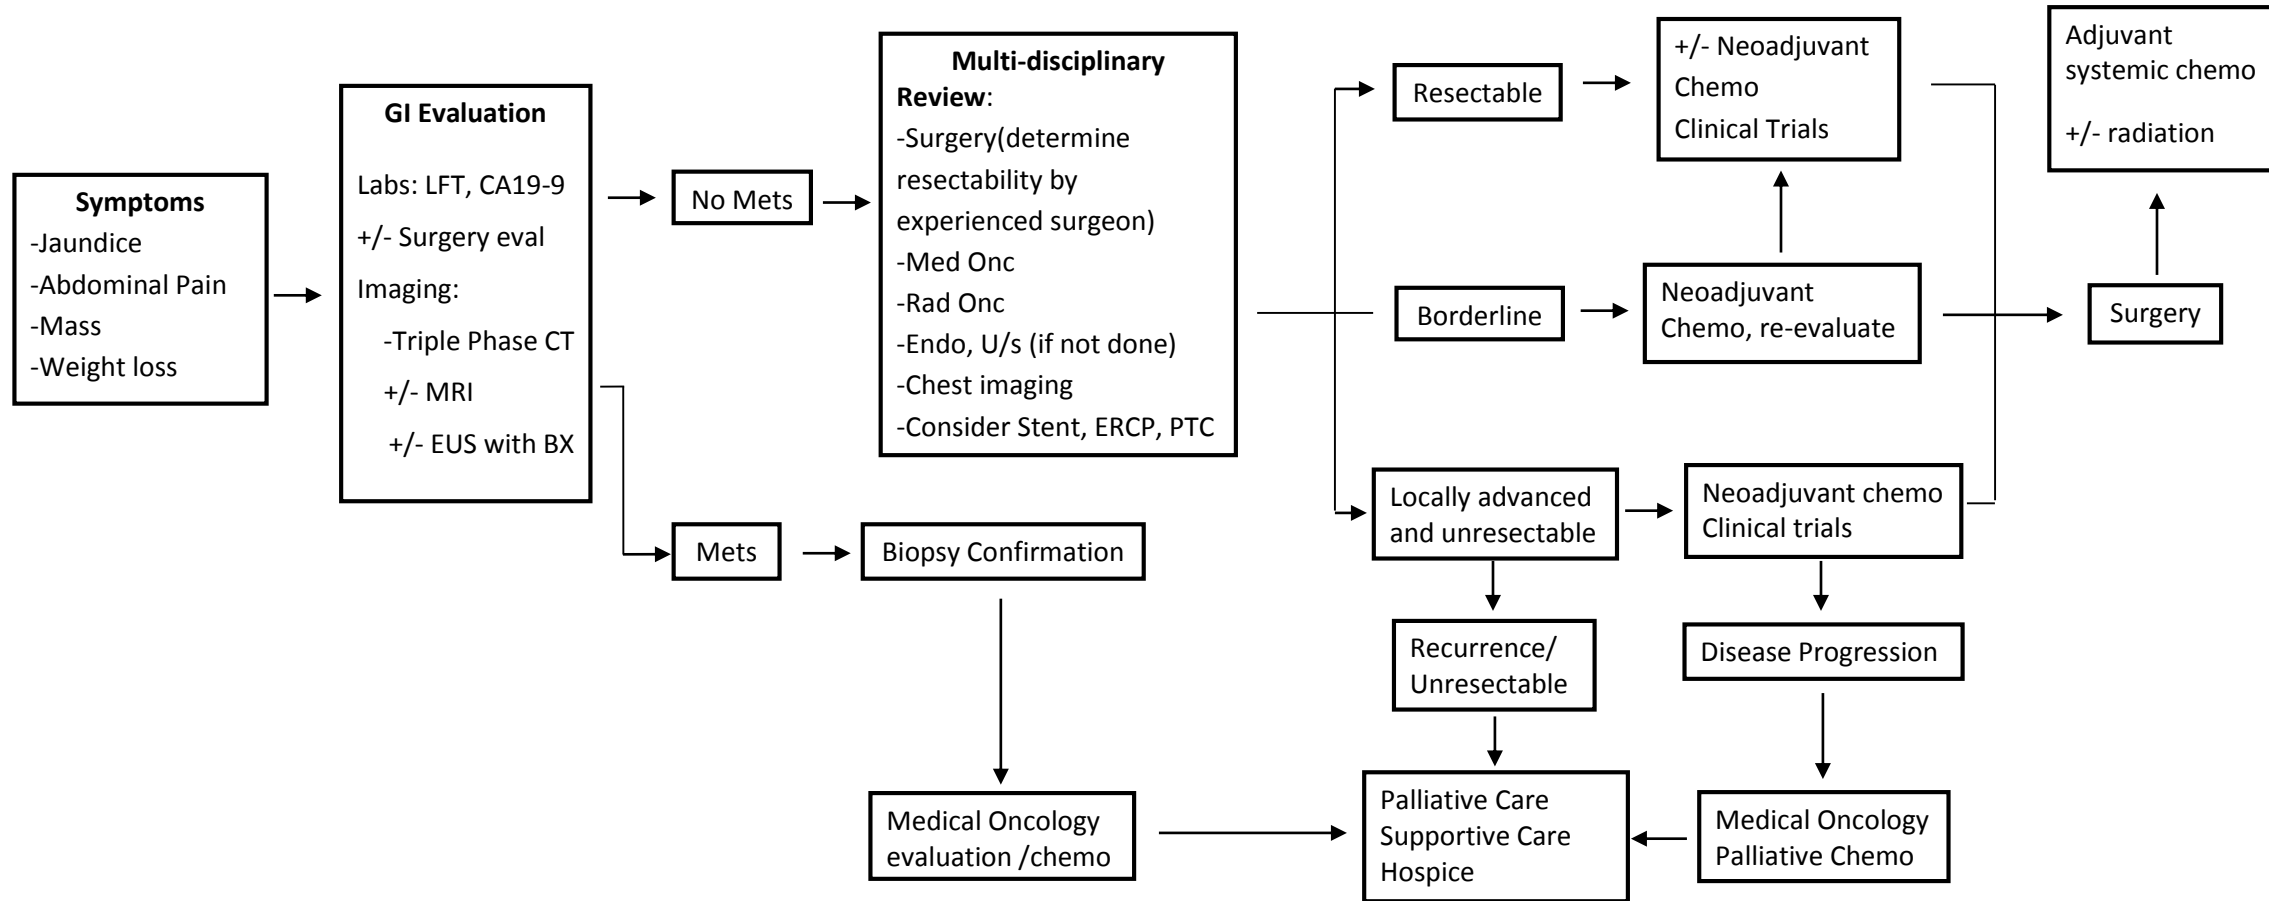 Symptoms
-Jaundice
-Abdominal Pain
-Mass
-Weight loss
GI Evaluation
Labs: LFT, CA19-9
+/- Surgery eval
Imaging:
-Triple Phase CT
+/- MRI
+/- EUS with BX
No Mets
Mets
Multi-disciplinary
Review:
-Surgery(determine
resectability by
experienced surgeon)
-Med Onc
-Rad Onc
-Endo, U/s (if not done)
-Chest imaging
-Consider Stent, ERCP, PTC
Biopsy Confirmation
Medical Oncology
evaluation /chemo
Resectable
+/- Neoadjuvant
Chemo
Clinical Trials
Borderline
Neoadjuvant
Chemo, re-evaluate
Locally advanced
and unresectable
Neoadjuvant chemo
Clinical trials
Recurrence/
Unresectable
Disease Progression
Palliative Care
Supportive Care
Hospice
Medical Oncology
Palliative Chemo
Surgery
Adjuvant
systemic chemo
+/- radiation